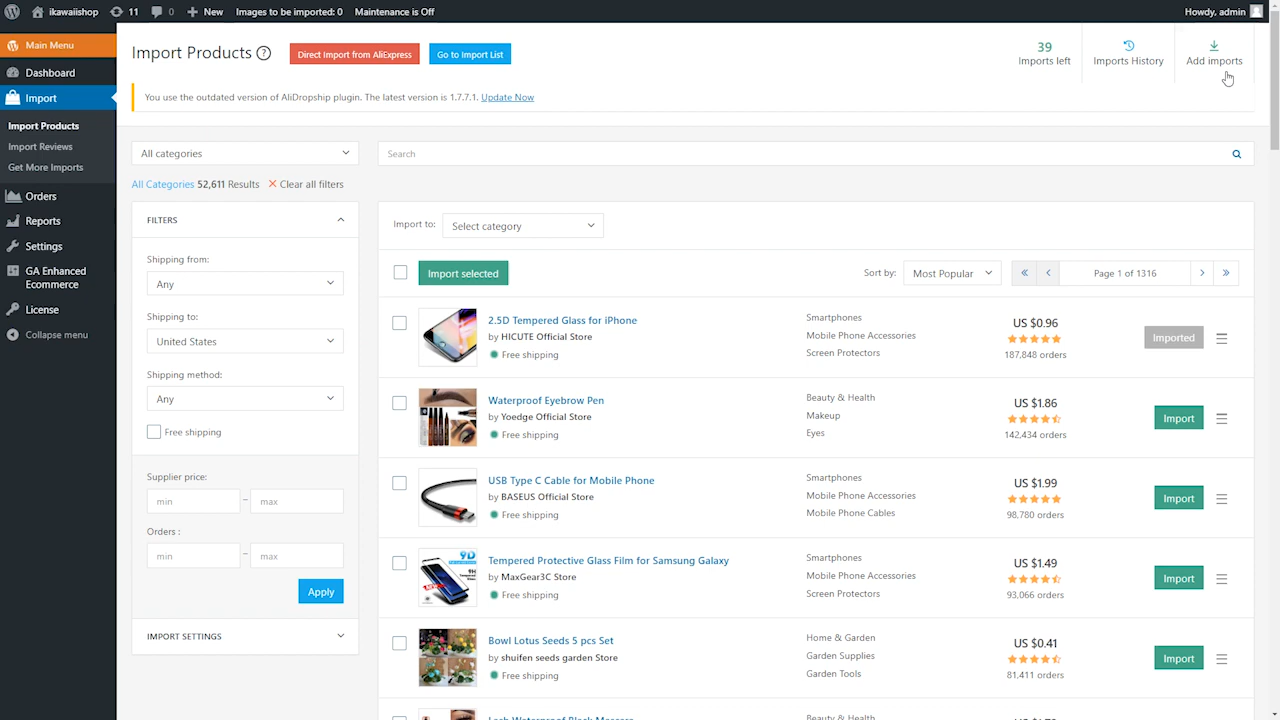 ikawaiishop 11 0 New Images to be imported: 0 Maintenance is Off Howdy, admin
Main Menu
Dashboard
Import
Import Products
Import Reviews
Get More Imports
Orders
Reports
Settings
GA Enhanced
Ecommerce
License
Collapse menu
Import Products ? Direct Import from AliExpress Go to Import List
39
Imports left
Imports History
Add imports
You use the outdated version of AliDropship plugin. The latest version is 1.7.7.1. Update Now
All categories
Search
All Categories 52,611 Results Clear all filters
FILTERS
Shipping from:
Any
Shipping to:
United States
Shipping method:
Any
Free shipping
Supplier price:
min – max
Orders :
min – max
Apply
IMPORT SETTINGS
Import to: Select category
Import selected Sort by: Most Popular « ‹ Page 1 of 1316 › »
2.5D Tempered Glass for iPhone
by HICUTE Official Store
Free shipping
Smartphones
Mobile Phone Accessories
Screen Protectors
US $0.96
187,848 orders
Imported
Waterproof Eyebrow Pen
by Yoedge Official Store
Free shipping
Beauty & Health
Makeup
Eyes
US $1.86
142,434 orders
Import
USB Type C Cable for Mobile Phone
by BASEUS Official Store
Free shipping
Smartphones
Mobile Phone Accessories
Mobile Phone Cables
US $1.99
98,780 orders
Import
9D
9H
Tempered Protective Glass Film for Samsung Galaxy
by MaxGear3C Store
Free shipping
Smartphones
Mobile Phone Accessories
Screen Protectors
US $1.49
93,066 orders
Import
Bowl Lotus Seeds 5 pcs Set
by shuifen seeds garden Store
Free shipping
Home & Garden
Garden Supplies
Garden Tools
US $0.41
81,411 orders
Import